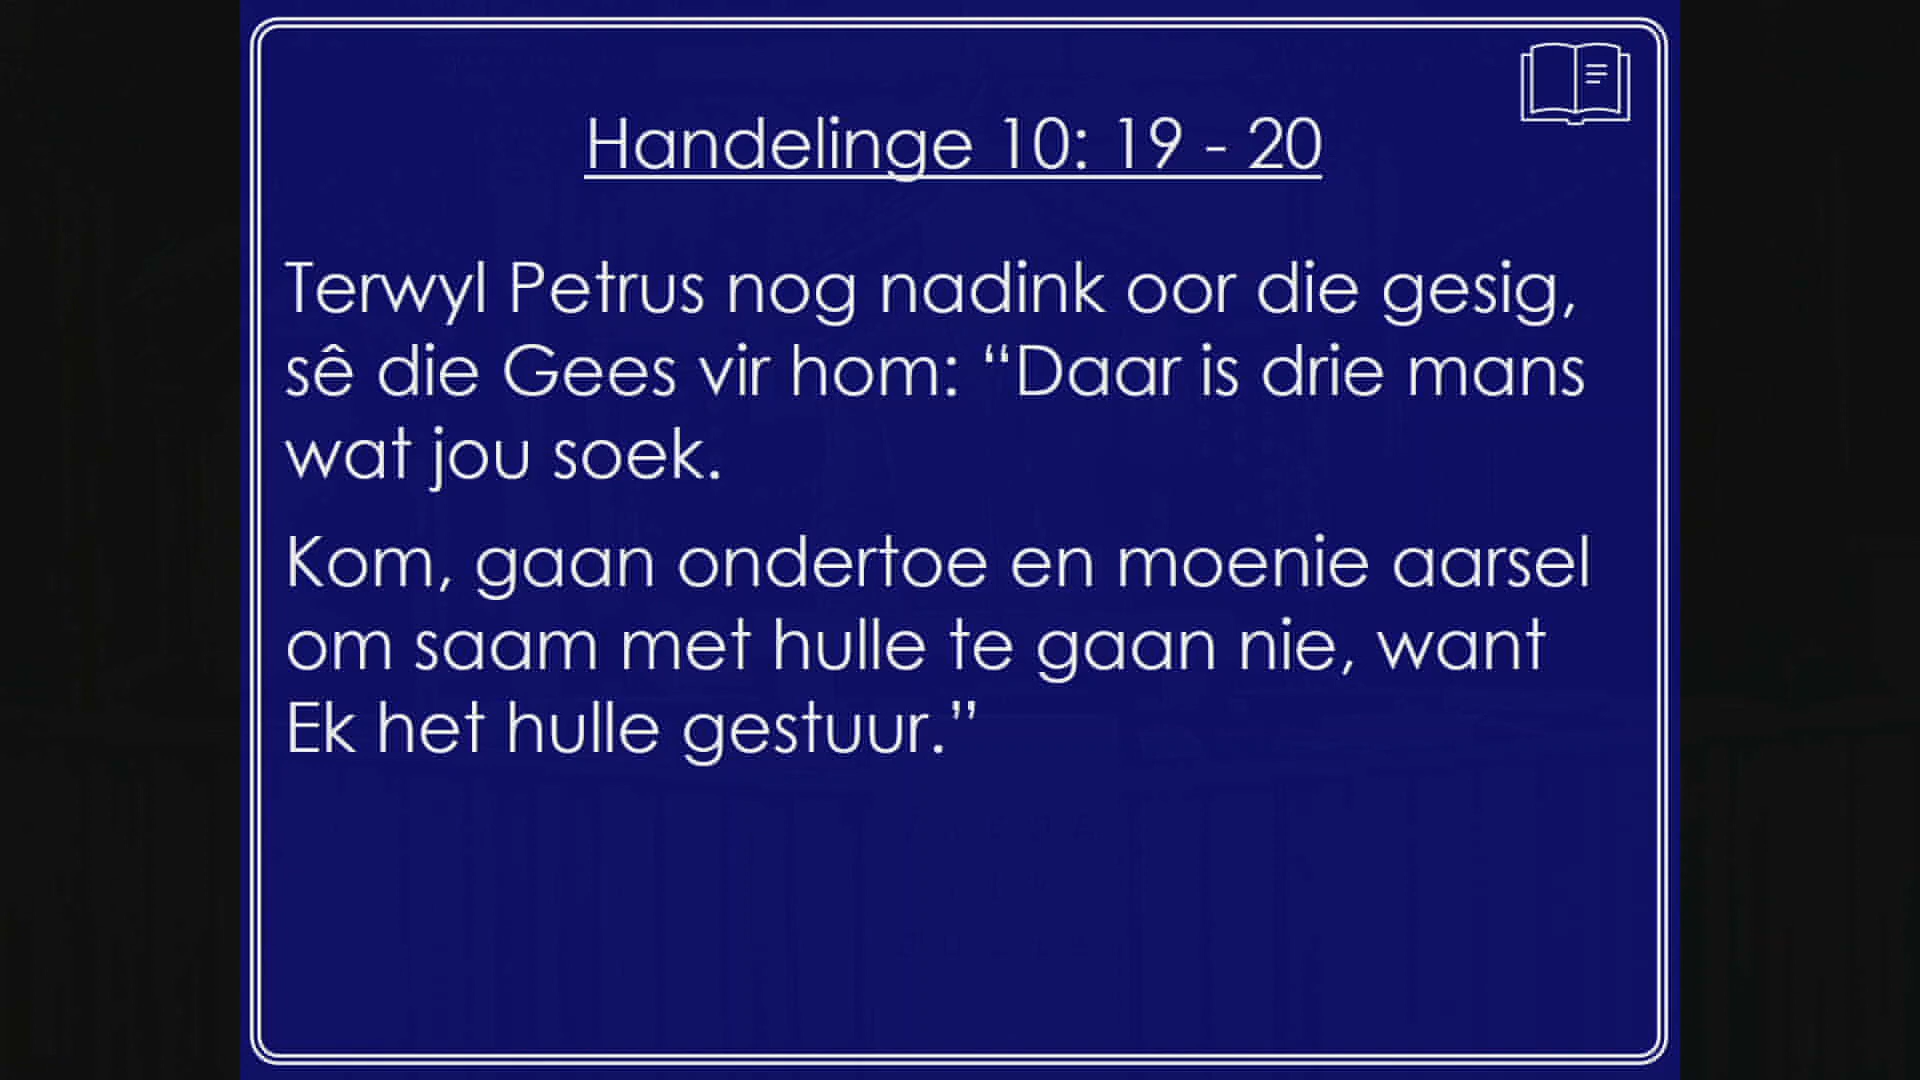 Handelinge 10: 19 - 20
Terwyl Petrus nog nadink oor die gesig,
sê die Gees vir hom: “Daar is drie mans
wat jou soek.
Kom, gaan ondertoe en moenie aarsel
om saam met hulle te gaan nie, want
Ek het hulle gestuur.”